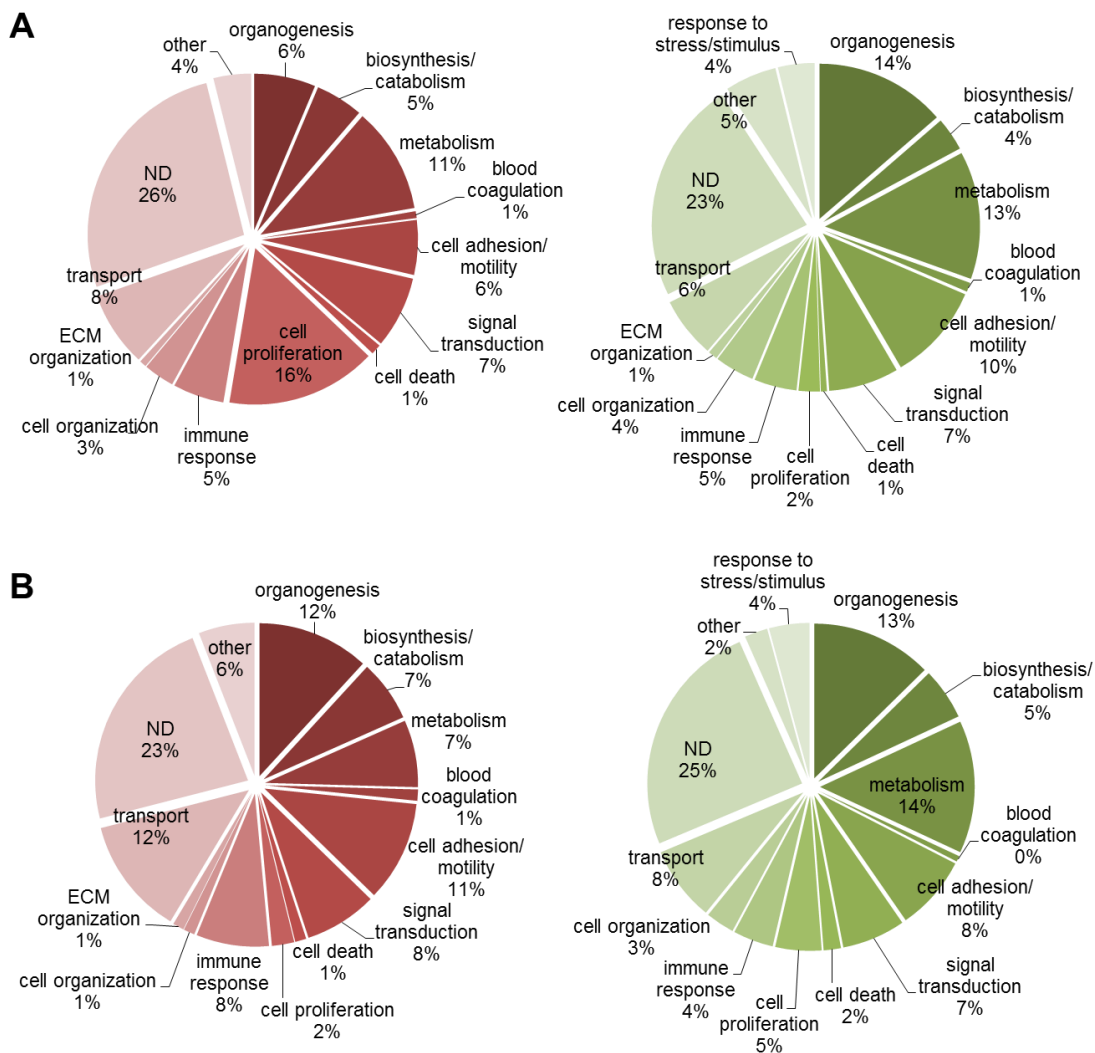 A
organogenesis
6%
biosynthesis/
catabolism
5%
metabolism
11%
blood
coagulation
1%
cell adhesion/
motility
6%
signal
transduction
7%
cell death
1%
cell
proliferation
16%
immune
response
5%
cell organization
3%
ECM
organization
1%
transport
8%
ND
26%
other
4%
response to
stress/stimulus
4%
organogenesis
14%
biosynthesis/
catabolism
4%
metabolism
13%
blood
coagulation
1%
cell adhesion/
motility
10%
signal
transduction
7%
cell
death
1%
cell
proliferation
2%
immune
response
5%
cell organization
4%
ECM
organization
1%
transport
6%
ND
23%
other
5%
B
organogenesis
12%
biosynthesis/
catabolism
7%
metabolism
7%
blood
coagulation
1%
cell adhesion/
motility
11%
signal
transduction
8%
cell death
1%
cell proliferation
2%
immune
response
8%
cell organization
1%
ECM
organization
1%
transport
12%
ND
23%
other
6%
response to
stress/stimulus
4%
organogenesis
13%
biosynthesis/
catabolism
5%
metabolism
14%
blood
coagulation
0%
cell adhesion/
motility
8%
signal
transduction
7%
cell death
2%
cell
proliferation
5%
immune
response
4%
cell organization
3%
transport
8%
ND
25%
other
2%